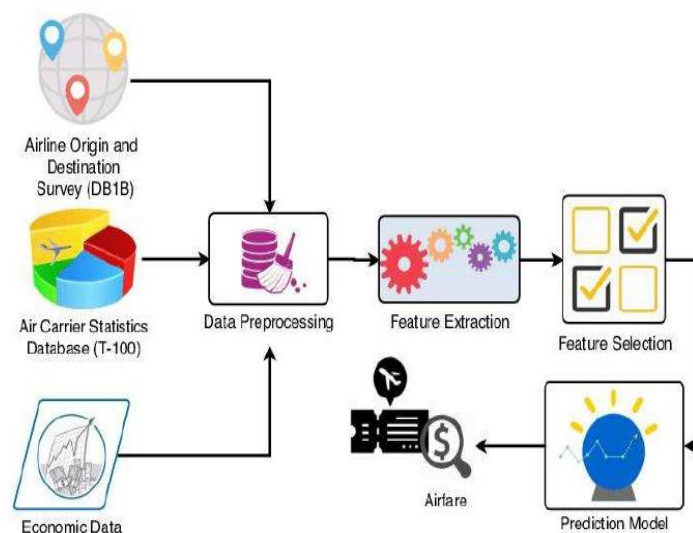 Airline Origin and
Destination
Survey (DB1B)
Air Carrier Statistics
Database (T-100)
Economic Data
Data Preprocessing
Feature Extraction
Feature Selection
$
Airfare
Prediction Model